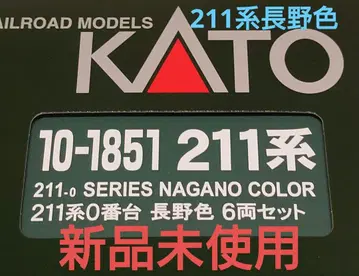 RAILROAD MODELS
211系長野色
KATO
10-1851 211系
211-0 SERIES NAGANO COLOR
211系0番台 長野色 6両セット
新品未使用